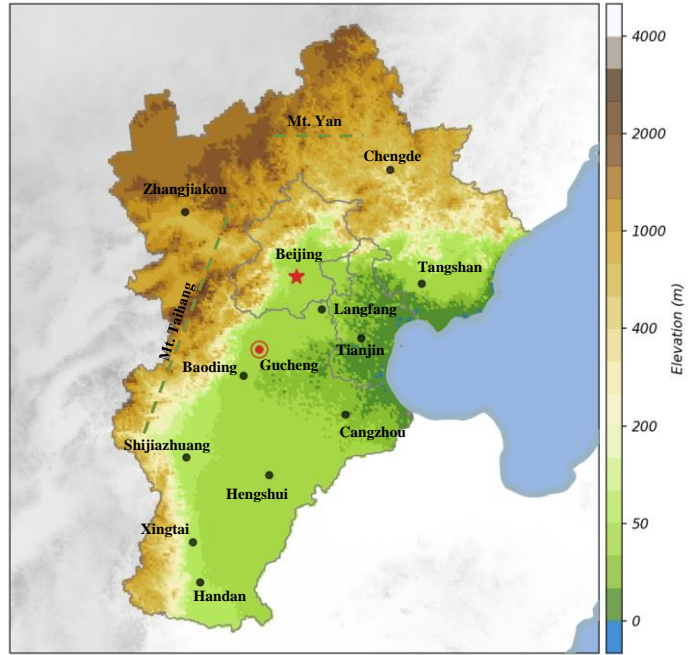 Mt. Yan
Chengde
Zhangjiakou
Beijing
Tangshan
Mt. Taihang
Langfang
Tianjin
Gucheng
Baoding
Cangzhou
Shijiazhuang
Hengshui
Xingtai
Handan
4000
2000
1000
400
200
50
0
Elevation (m)